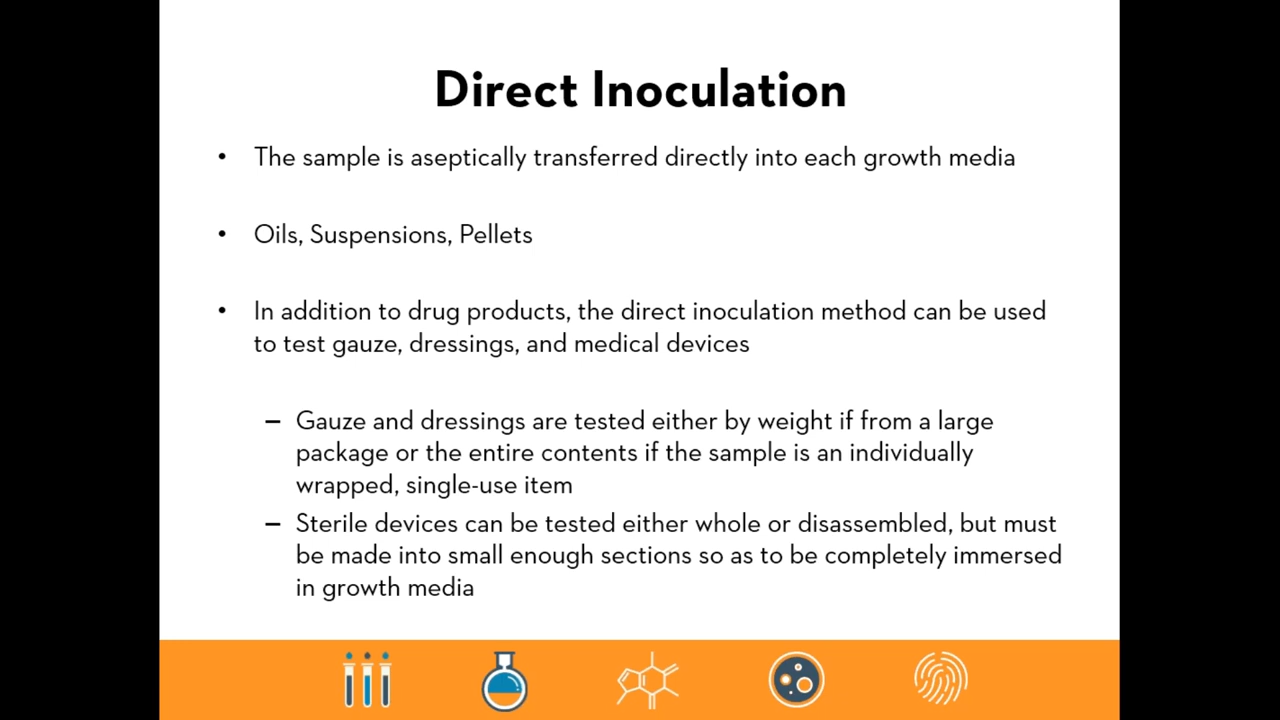 Direct Inoculation
• The sample is aseptically transferred directly into each growth media
• Oils, Suspensions, Pellets
• In addition to drug products, the direct inoculation method can be used
to test gauze, dressings, and medical devices
– Gauze and dressings are tested either by weight if from a large
package or the entire contents if the sample is an individually
wrapped, single-use item
– Sterile devices can be tested either whole or disassembled, but must
be made into small enough sections so as to be completely immersed
in growth media